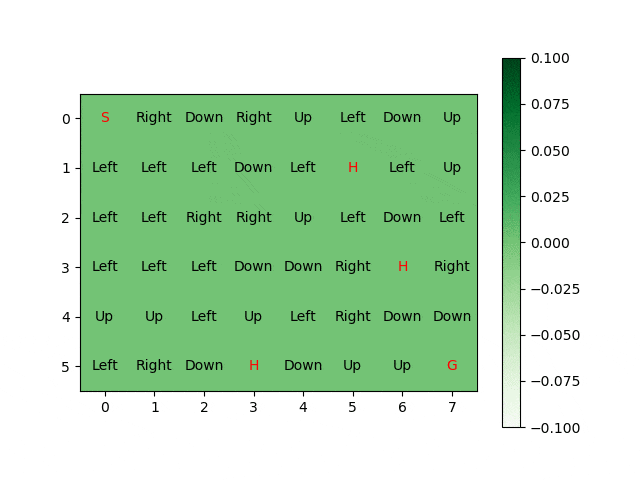 0 S Right Down Right Up Left Down Up
1 Left Left Left Down Left H Left Up
2 Left Left Right Right Up Left Down Left
3 Left Left Left Down Down Right H Right
4 Up Up Left Up Left Right Down Down
5 Left Right Down H Down Up Up G
0 1 2 3 4 5 6 7
0.100
0.075
0.050
0.025
0.000
−0.025
−0.050
−0.075
−0.100